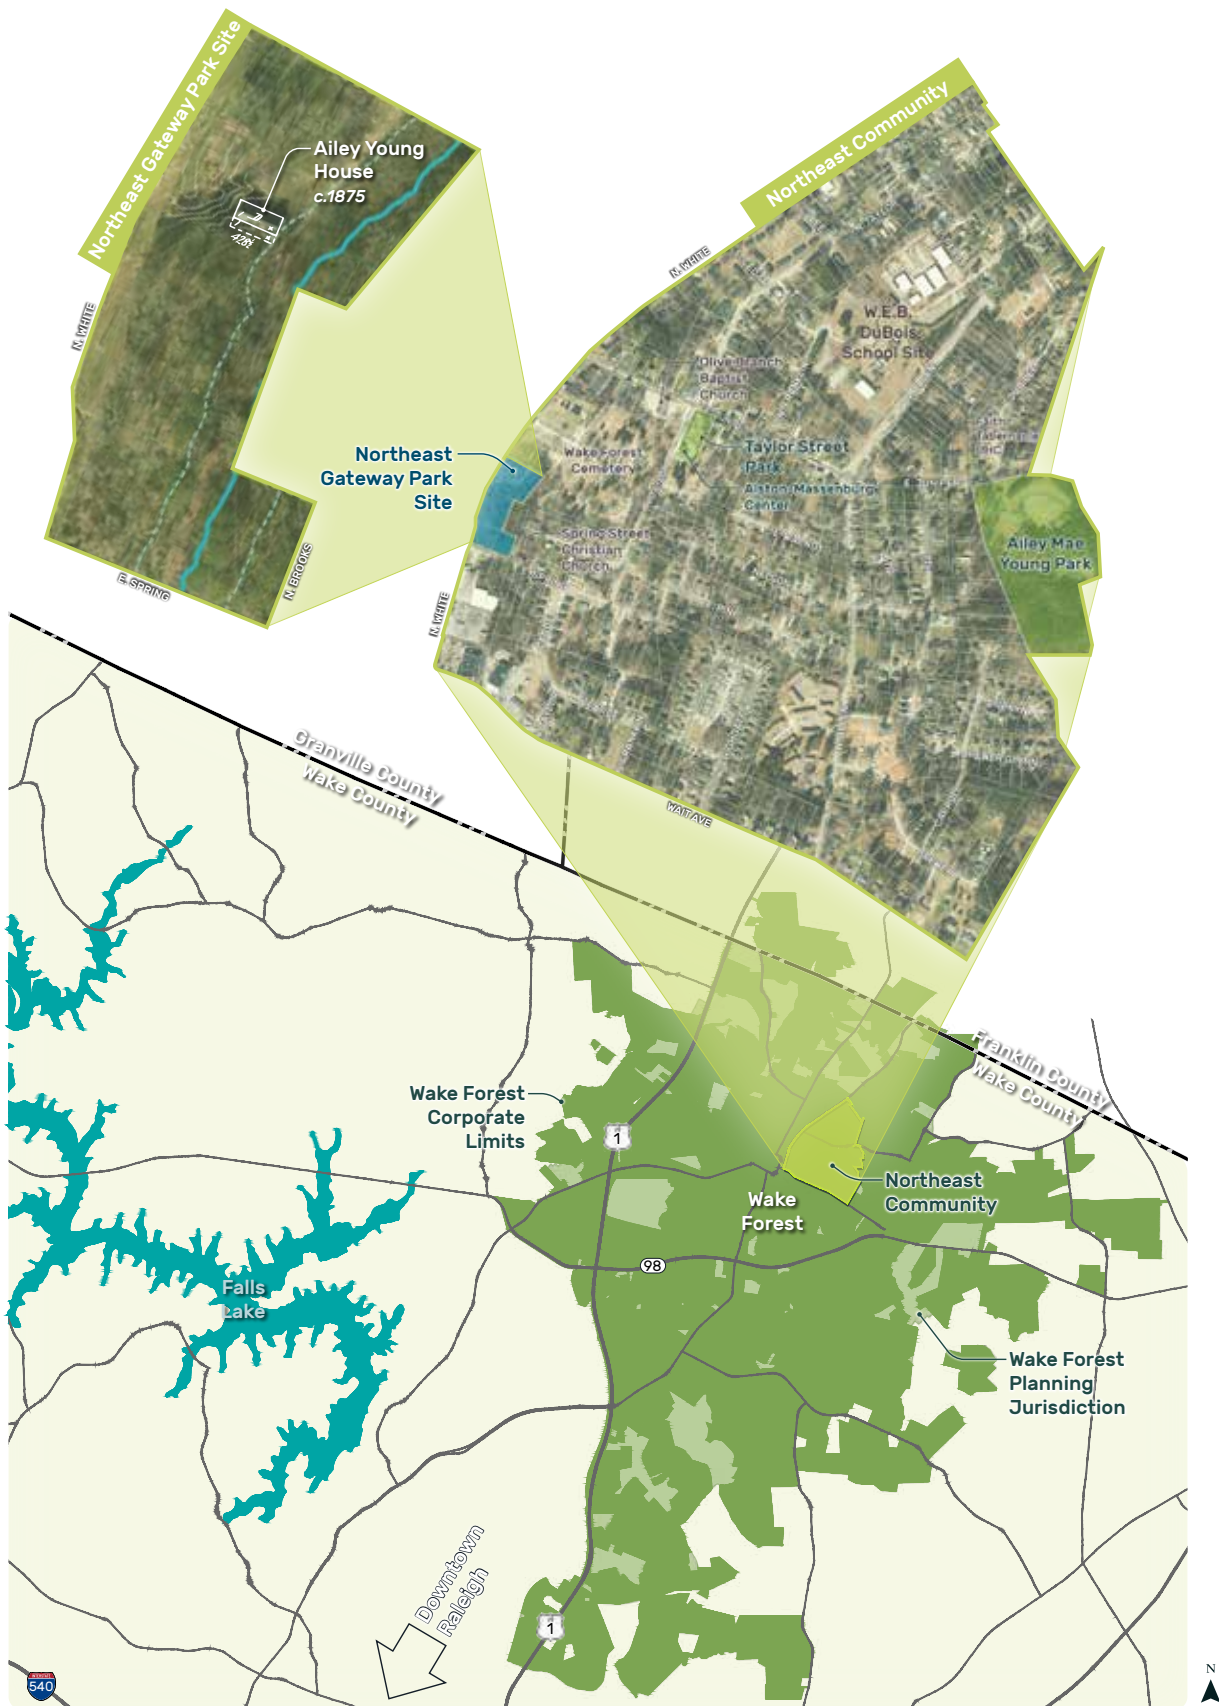 Northeast Gateway Park Site
Ailey Young
House
c.1875
428±
N. WHITE
E. SPRING
N. BROOKS
Northeast Community
N. WHITE
W.E.B.
DuBois
School Site
Olive Branch
Baptist
Church
Taylor Street
Park
Alston-Massenburg
Center
Wake Forest
Cemetery
Spring Street
Christian
Church
Northeast
Gateway Park
Site
N. WHITE
Ailey Mae
Young Park
WAIT AVE
Granville County
Wake County
Franklin County
Wake County
Wake Forest
Corporate
Limits
1
Wake
Forest
Northeast
Community
98
Falls
Lake
Wake Forest
Planning
Jurisdiction
Downtown
Raleigh
1
540
N